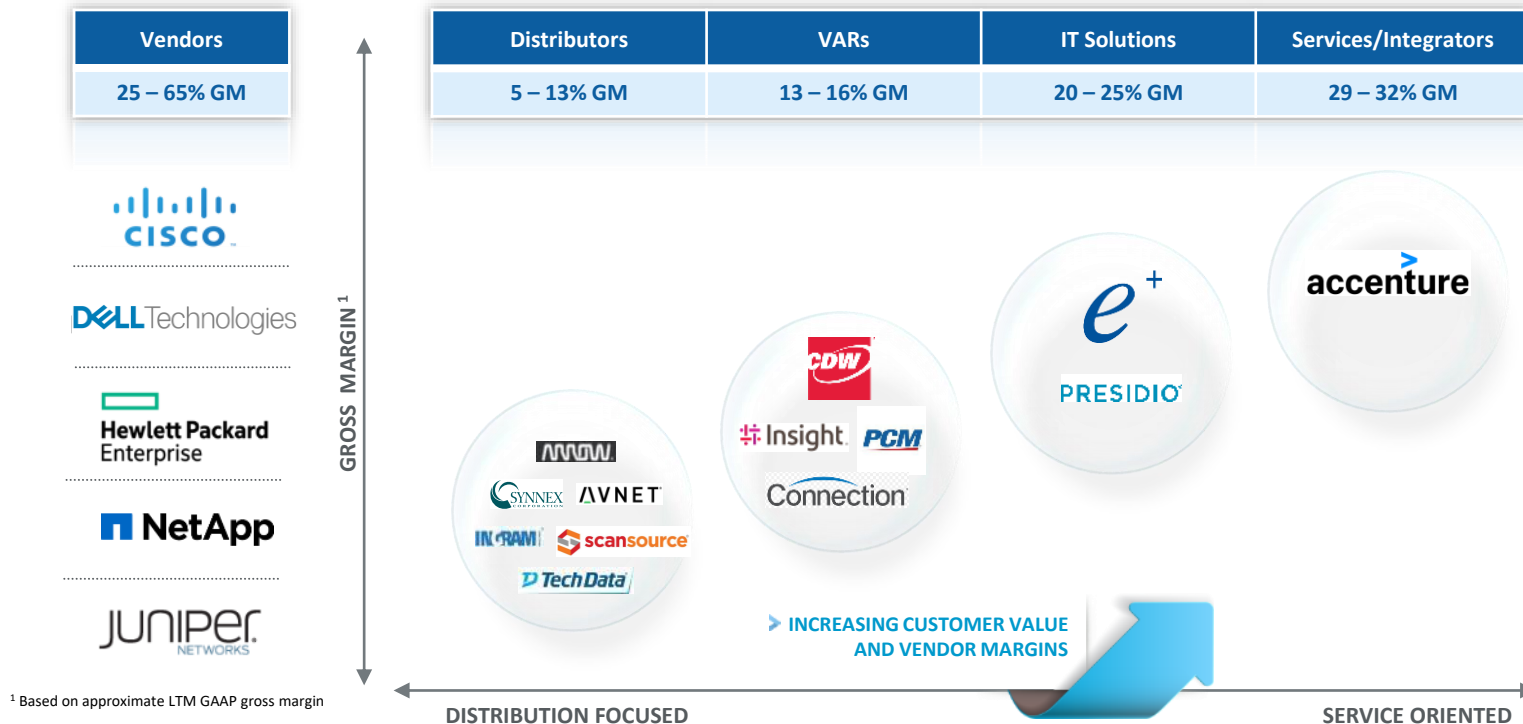 Vendors
25 – 65% GM
CISCO
DELL Technologies
Hewlett Packard
Enterprise
NetApp
JUNIPER
NETWORKS
¹ Based on approximate LTM GAAP gross margin
GROSS MARGIN ¹
Distributors VARs IT Solutions Services/Integrators
5 – 13% GM 13 – 16% GM 20 – 25% GM 29 – 32% GM
ARROW
SYNNEX AVNET
CORPORATION
INGRAM scansource
Tech Data
CDW
Insight PCM
Connection
e+
PRESIDIO
accenture
INCREASING CUSTOMER VALUE
AND VENDOR MARGINS
DISTRIBUTION FOCUSED SERVICE ORIENTED